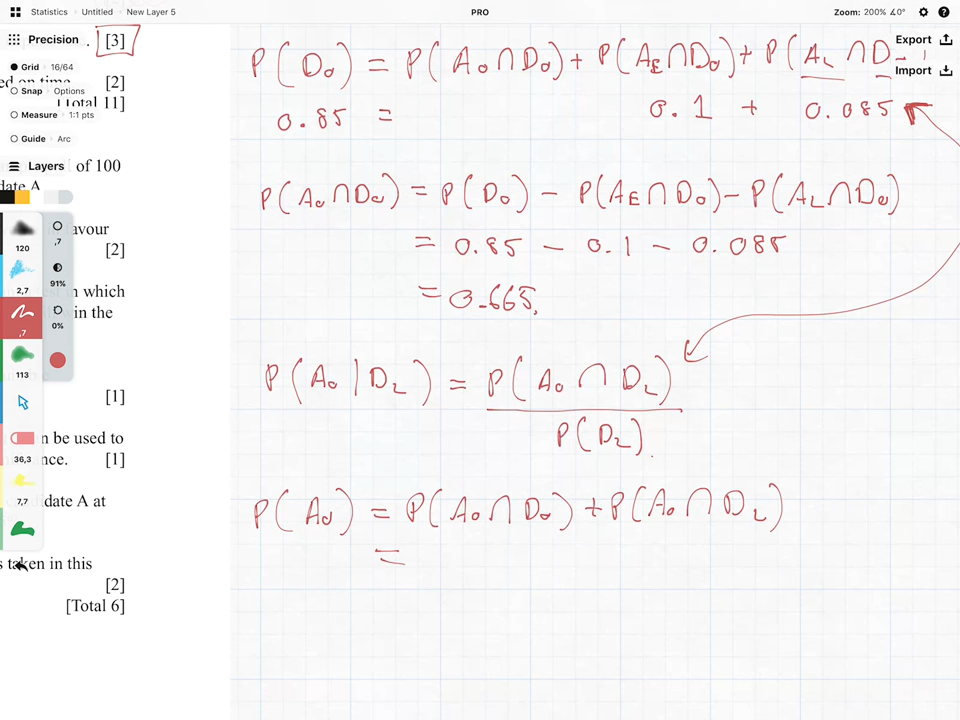 Statistics Untitled New Layer 5 PRO Zoom: 200% ∠0°
Precision
Grid 16/64
Snap Options
Measure 1:1 pts
Guide Arc
Layers
Export
Import
120
2,7
,7
113
36,3
7,7
,7
91%
0%
. [3]
ed on time.
[2]
[Total 11]
of 100
date A
avour
[2]
in which
in the
[1]
n be used to
ance. [1]
ndidate A at
s taken in this
[2]
[Total 6]
P(D₀) = P(A₀∩D₀) + P(A_E∩D₀) + P(A_L∩D
0.85 = 0.1 + 0.085
P(A₀∩D₀) = P(D₀) − P(A_E∩D₀) − P(A_L∩D₀)
= 0.85 − 0.1 − 0.085
= 0.665
P(A₀|D_L) = P(A₀∩D_L)
P(D_L)
P(A₀) = P(A₀∩D₀) + P(A₀∩D_L)
=